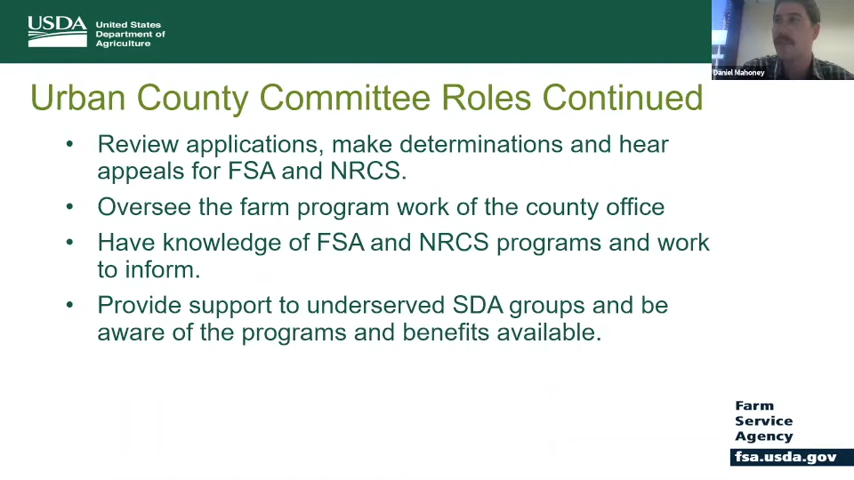 USDA
United States
Department of
Agriculture
Daniel Mahoney
Urban County Committee Roles Continued
• Review applications, make determinations and hear
appeals for FSA and NRCS.
• Oversee the farm program work of the county office
• Have knowledge of FSA and NRCS programs and work
to inform.
• Provide support to underserved SDA groups and be
aware of the programs and benefits available.
Farm
Service
Agency
fsa.usda.gov